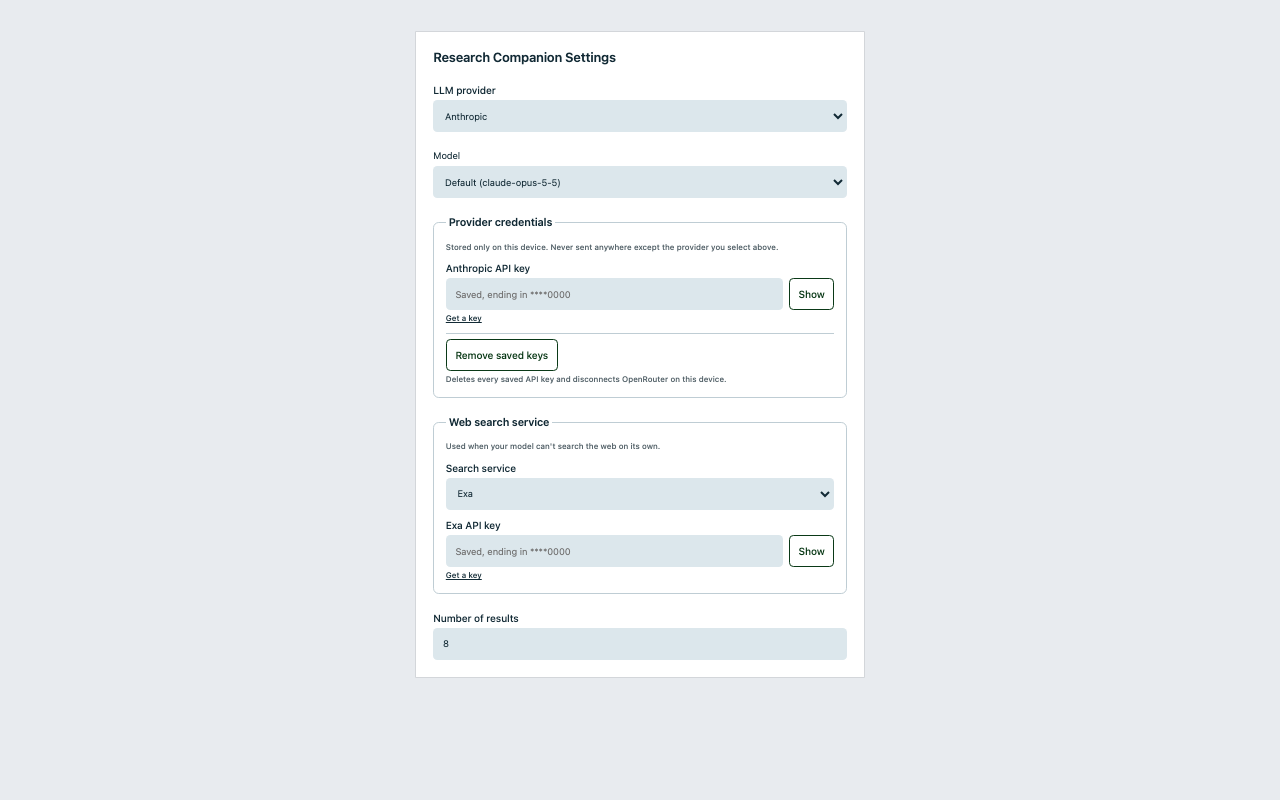 Research Companion Settings
LLM provider
Anthropic
Model
Default (claude-opus-5-5)
Provider credentials
Stored only on this device. Never sent anywhere except the provider you select above.
Anthropic API key
Saved, ending in ****0000
Show
Get a key
Remove saved keys
Deletes every saved API key and disconnects OpenRouter on this device.
Web search service
Used when your model can't search the web on its own.
Search service
Exa
Exa API key
Saved, ending in ****0000
Show
Get a key
Number of results
8